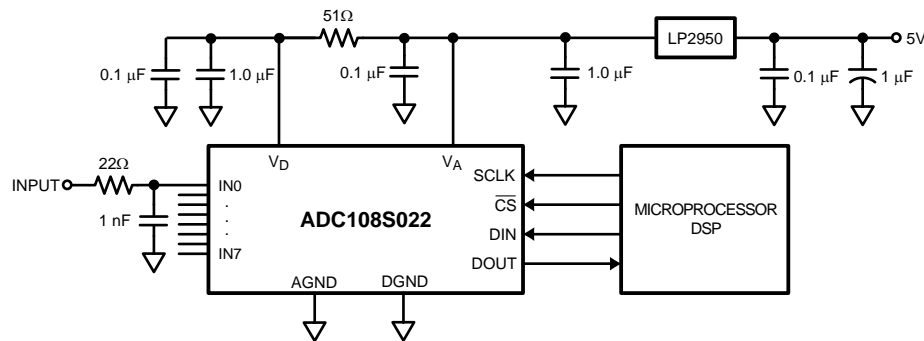 51Ω
LP2950
5V
0.1 μF
1.0 μF
0.1 μF
1.0 μF
0.1 μF
1 μF
22Ω
V_D
V_A
INPUT
IN0
SCLK
1 nF
.
.
.
.
ADC108S022
C̅S̅
MICROPROCESSOR
DSP
DIN
IN7
DOUT
AGND
DGND